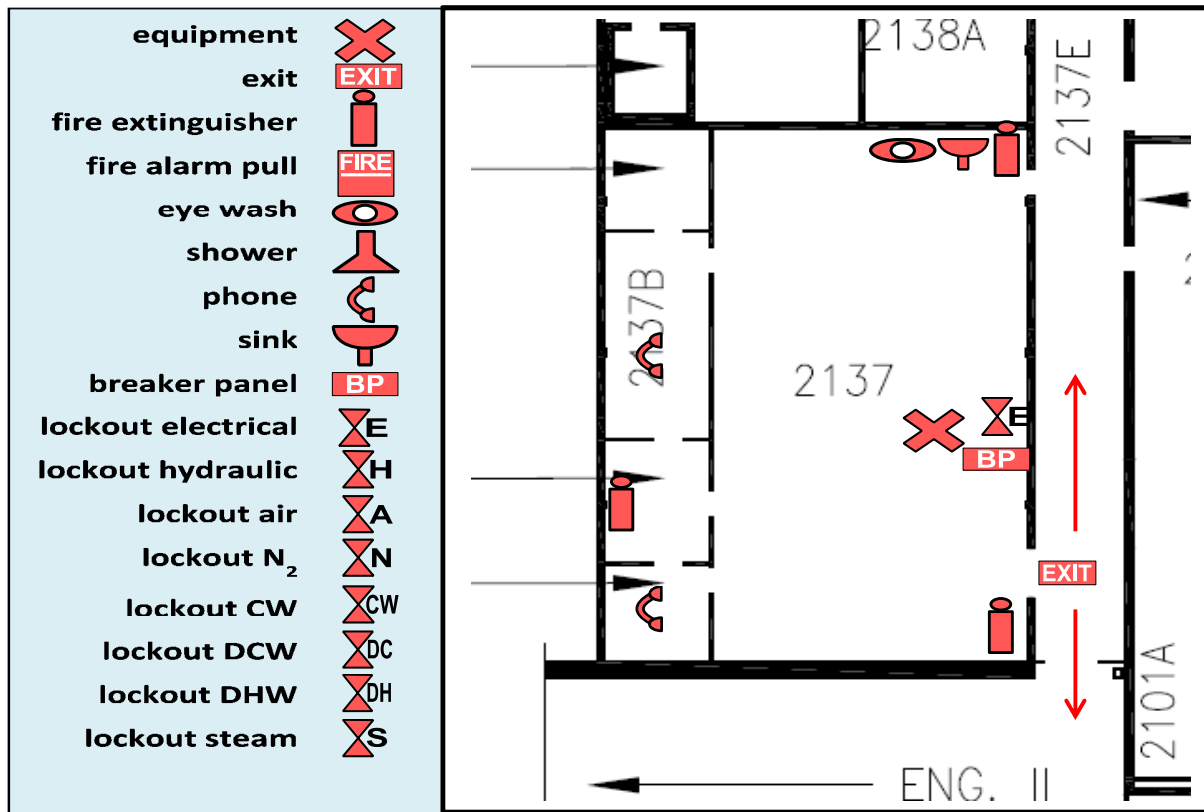 equipment
exit EXIT
fire extinguisher
fire alarm pull FIRE
eye wash
shower
phone
sink
breaker panel BP
lockout electrical E
lockout hydraulic H
lockout air A
lockout N₂ N
lockout CW CW
lockout DCW DC
lockout DHW DH
lockout steam S
2138A
2137E
2137B
2137
E
BP
EXIT
2101A
ENG. II